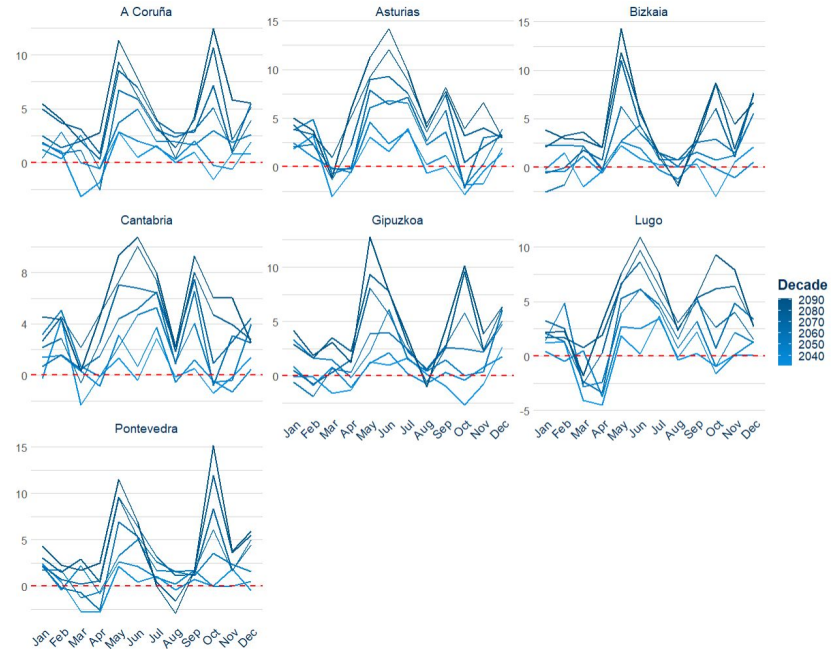 A Coruña
Asturias
Bizkaia
15
15
10
10
10
5
5
5
0
0
0
Cantabria
Gipuzkoa
Lugo
Decade
2090
2080
2070
2060
2050
2040
8
4
0
10
5
0
10
5
0
-5
Jan Feb Mar Apr May Jun Jul Aug Sep Oct Nov Dec
Jan Feb Mar Apr May Jun Jul Aug Sep Oct Nov Dec
Pontevedra
15
10
5
0
Jan Feb Mar Apr May Jun Jul Aug Sep Oct Nov Dec